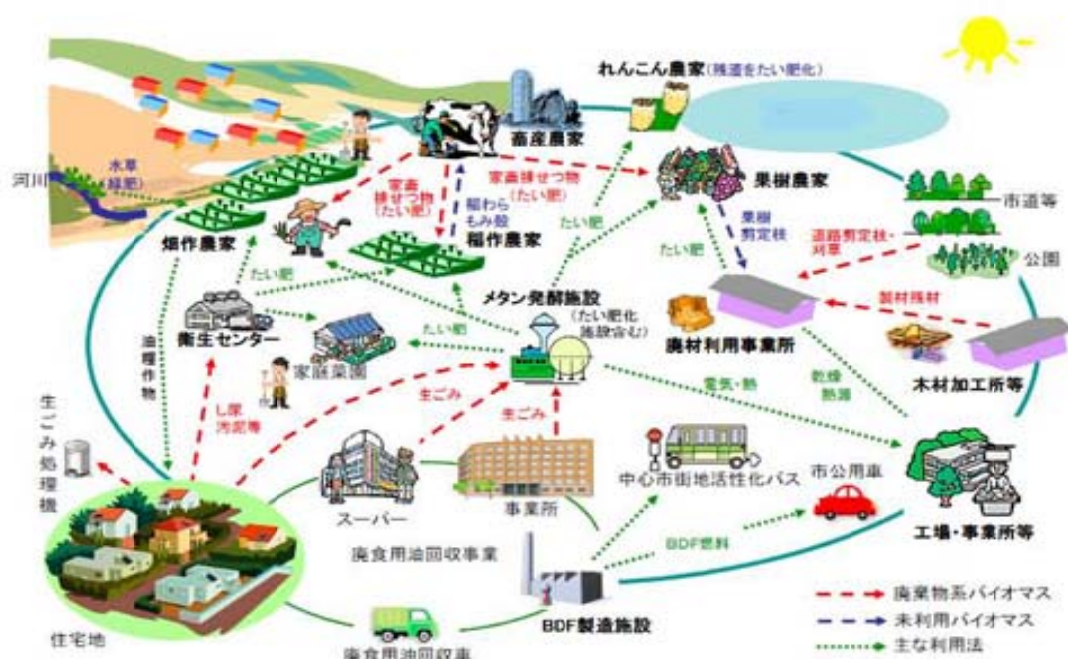 れんこん農家(残渣をたい肥化)
畜産農家
河川
水草
(緑肥)
家畜
排せつ物
(たい肥)
家畜排せつ物
(たい肥)
稲わら
もみ殻
たい肥
果樹農家
市道等
畑作農家
稲作農家
果樹
剪定枝
道路剪定枝・
刈草
公園
たい肥
メタン発酵施設
(たい肥化
施設含む)
たい肥
製材残材
衛生センター
たい肥
廃材利用事業所
油糧作物
家庭菜園
木材加工所等
生ごみ処理機
し尿
汚泥等
生ごみ
生ごみ
電気・熱
乾燥
熱源
スーパー
事業所
中心市街地活性化バス
市公用車
工場・事業所等
廃食用油回収事業
BDF燃料
住宅地
BDF製造施設
廃食用油回収車
廃棄物系バイオマス
未利用バイオマス
主な利用法